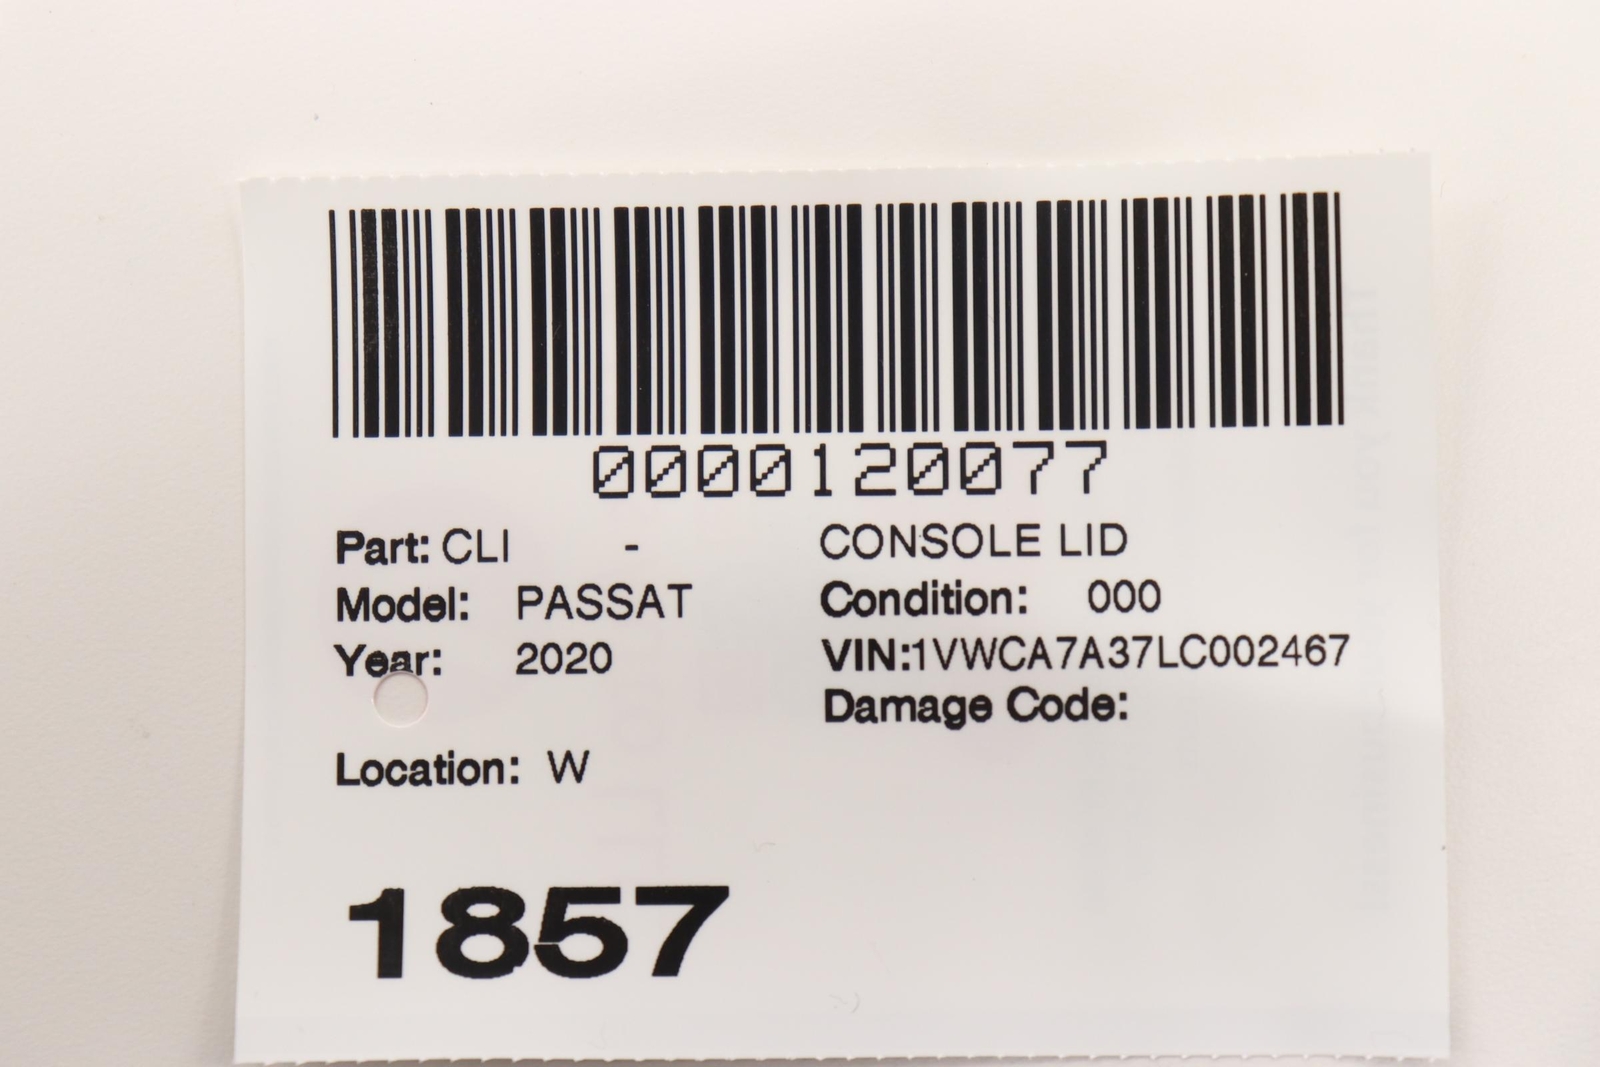 0000120077
Part: CLI - CONSOLE LID
Model: PASSAT Condition: 000
Year: 2020 VIN:1VWCA7A37LC002467
Damage Code:
Location: W
1857